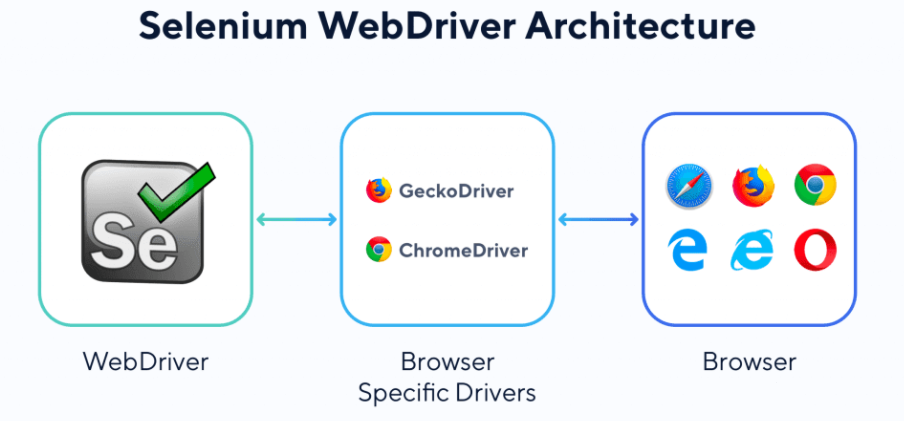 Selenium WebDriver Architecture
Se
GeckoDriver
ChromeDriver
WebDriver
Browser
Specific Drivers
Browser